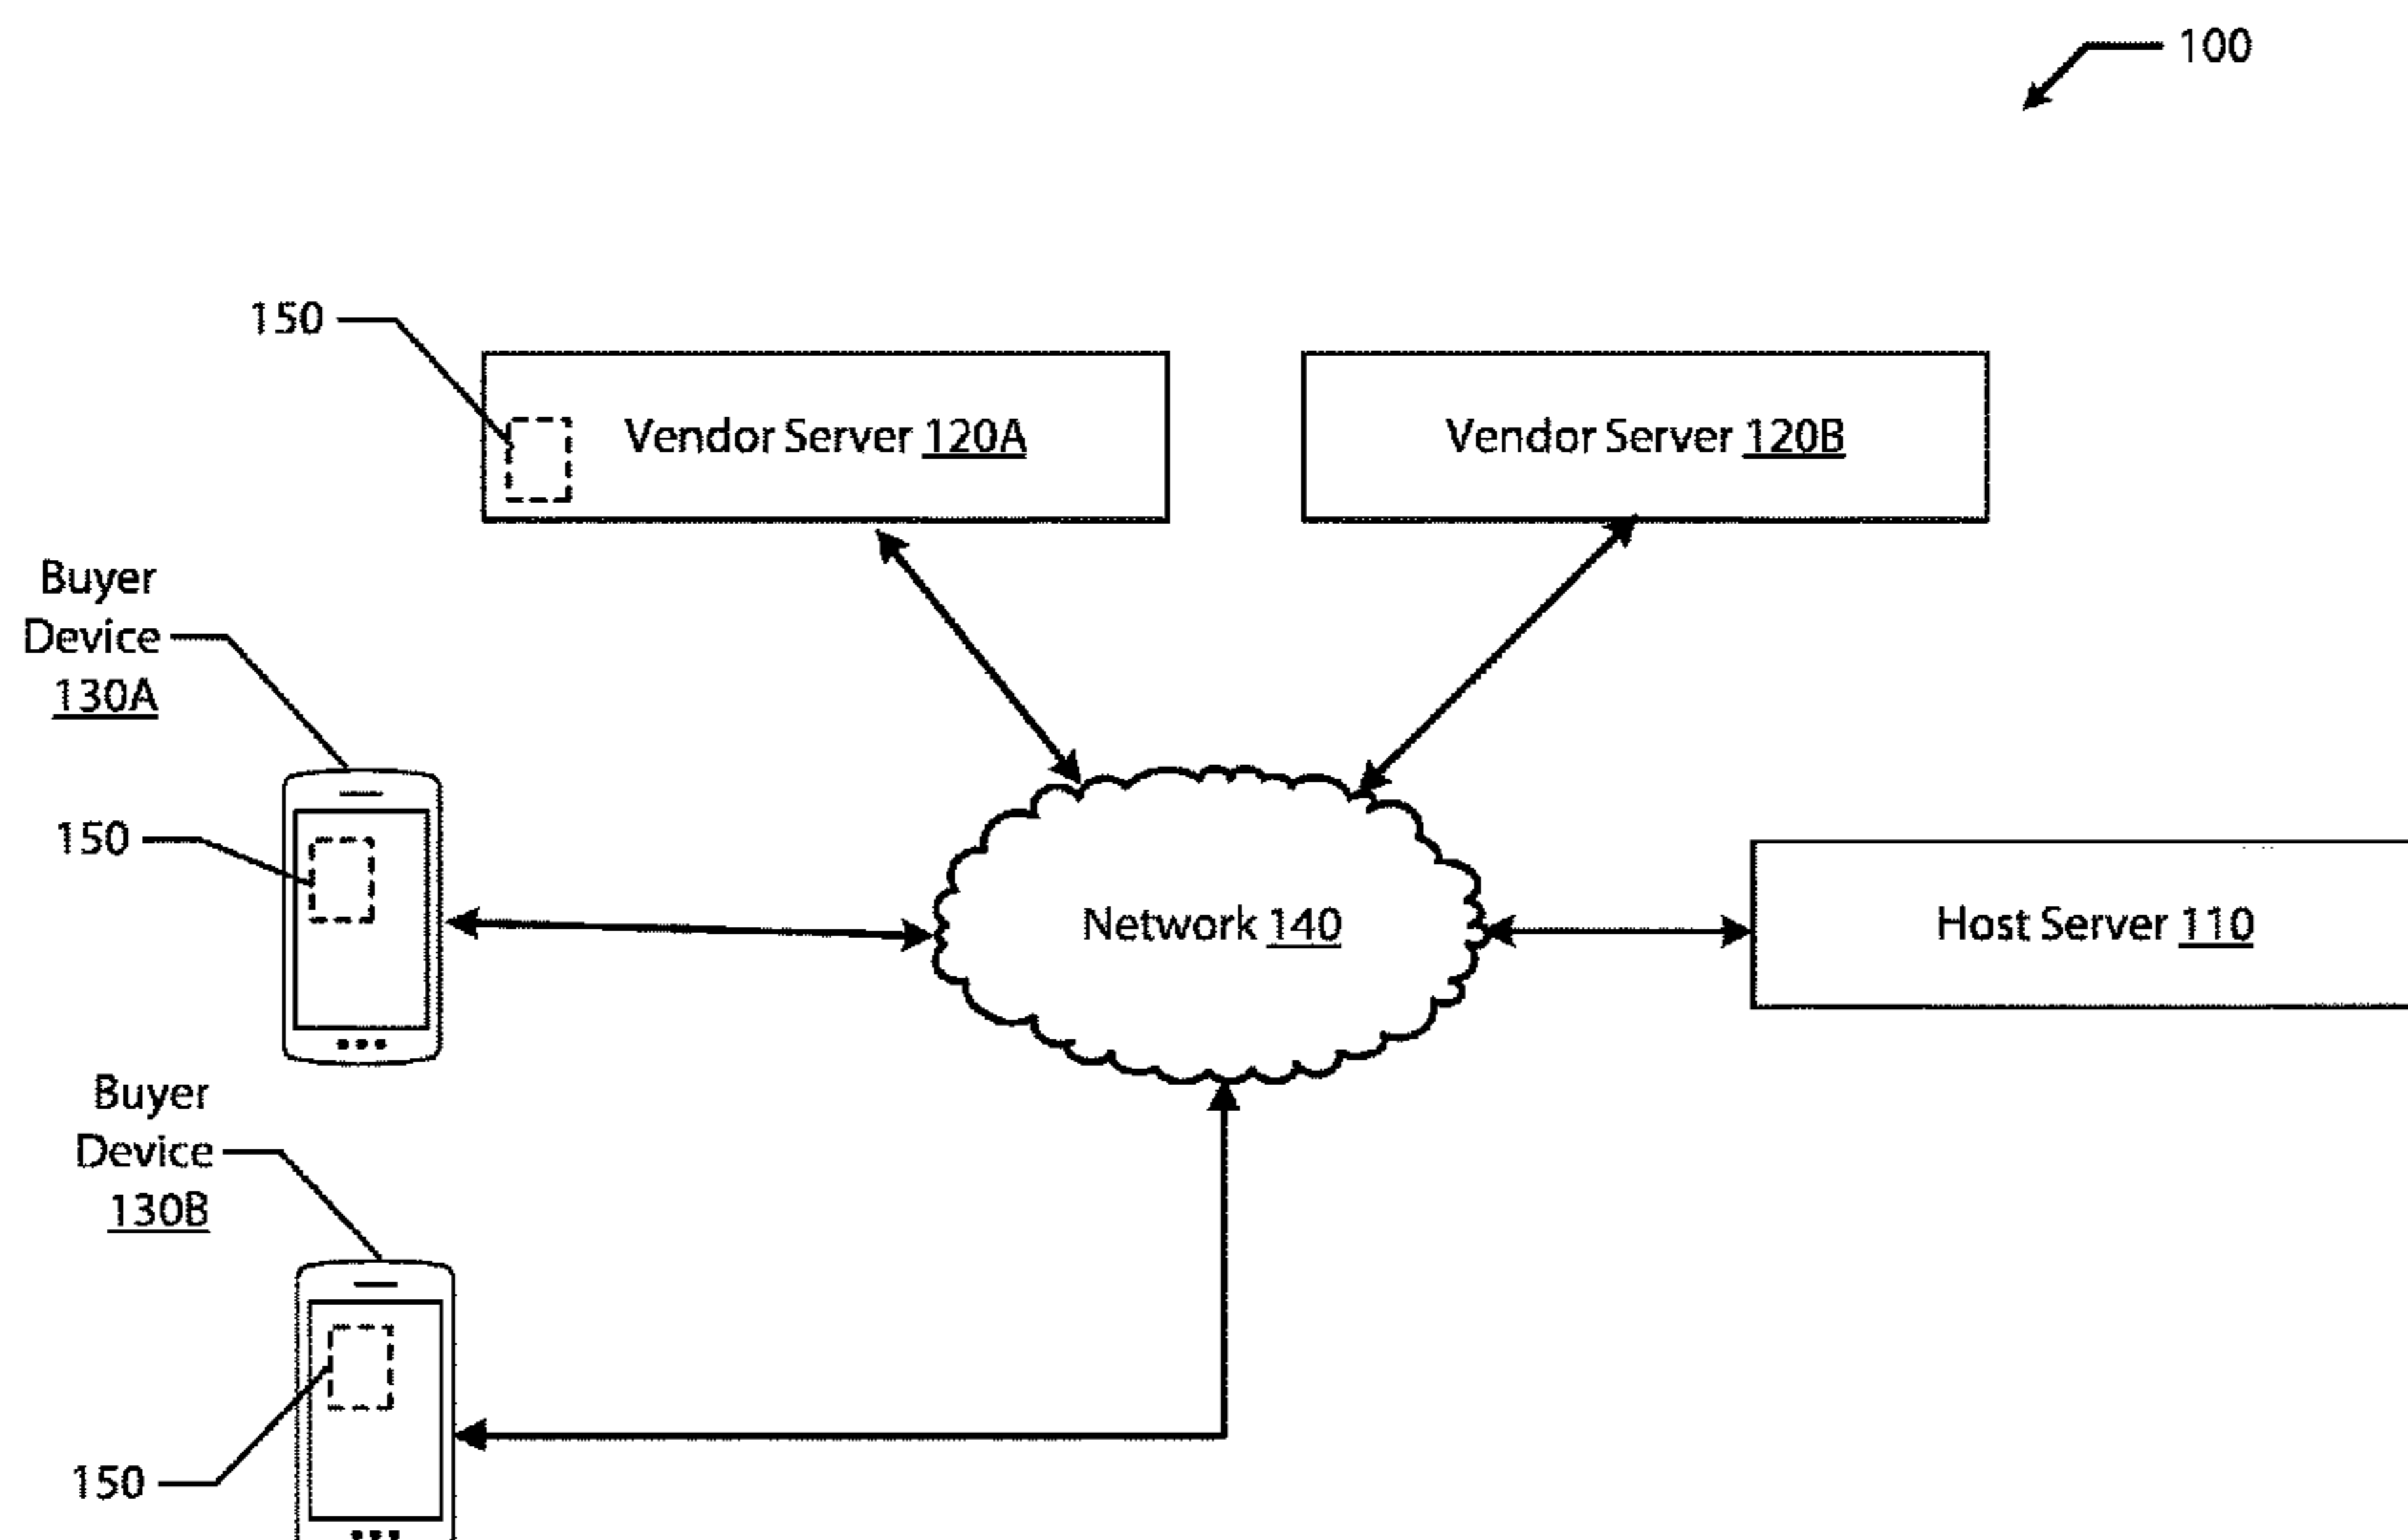 100
150
Vendor Server 120A
Vendor Server 120B
Buyer
Device
130A
150
Network 140
Host Server 110
Buyer
Device
130B
150